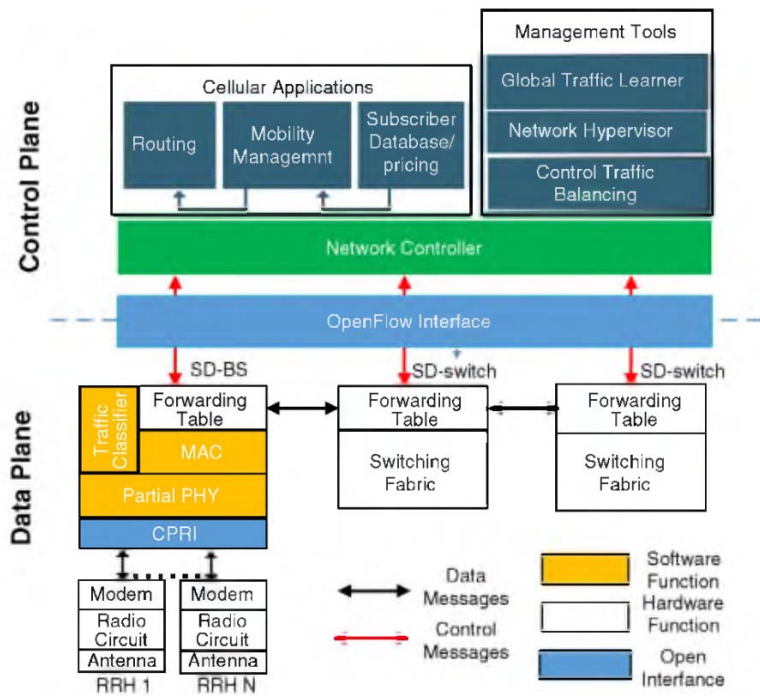 Management Tools
Cellular Applications
Global Traffic Learner
Routing
Mobility
Managemnt
Subscriber
Database/
pricing
Network Hypervisor
Control Traffic
Balancing
Control Plane
Network Controller
OpenFlow Interface
SD-BS
SD-switch
SD-switch
Data Plane
Traffic
Classifier
Forwarding
Table
MAC
Partial PHY
CPRI
Forwarding
Table
Switching
Fabric
Forwarding
Table
Switching
Fabric
Modem
Radio
Circuit
Antenna
RRH 1
Modem
Radio
Circuit
Antenna
RRH N
Data
Messages
Control
Messages
Software
Function
Hardware
Function
Open
Interfance